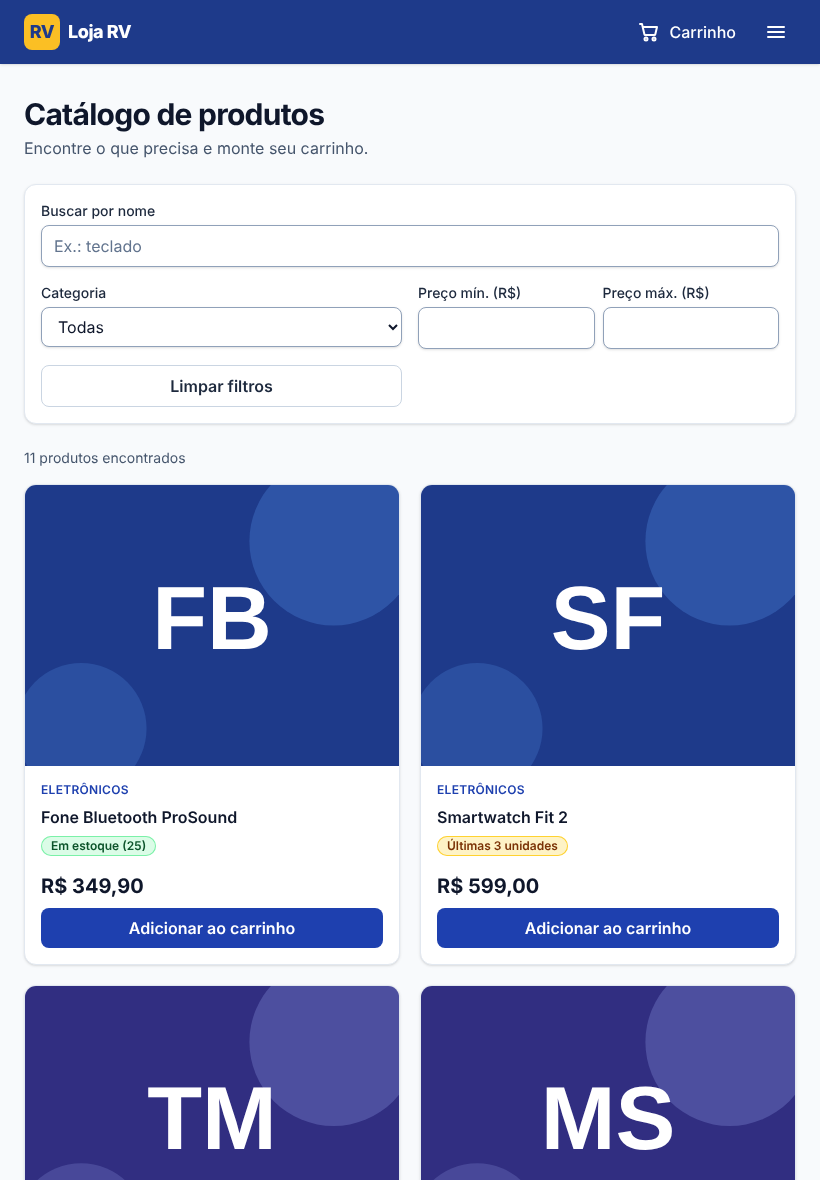 RV Loja RV Carrinho
Catálogo de produtos
Encontre o que precisa e monte seu carrinho.
Buscar por nome
Ex.: teclado
Categoria Preço mín. (R$) Preço máx. (R$)
Todas
Limpar filtros
11 produtos encontrados
FB
ELETRÔNICOS
Fone Bluetooth ProSound
Em estoque (25)
R$ 349,90
Adicionar ao carrinho
SF
ELETRÔNICOS
Smartwatch Fit 2
Últimas 3 unidades
R$ 599,00
Adicionar ao carrinho
TM
MS